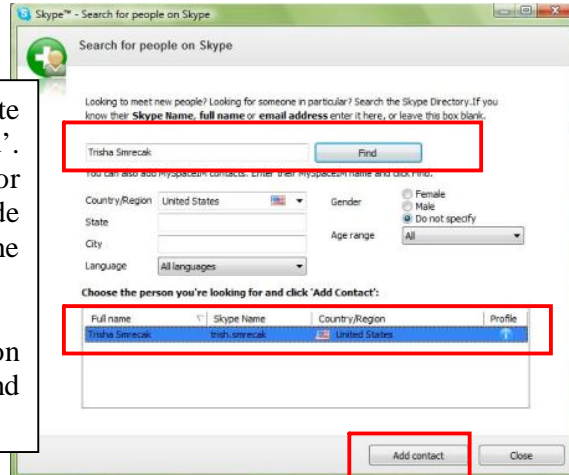 Skype™ - Search for people on Skype
Search for people on Skype
te
’.
or
de
ne
on
nd
Looking to meet new people? Looking for someone in particular? Search the Skype Directory.If you
know their Skype Name, full name or email address enter it here, or leave this box blank.
Trisha Smrecak Find
You can also add MySpaceIM contacts. Enter their MySpaceIM name and click Find.
Country/Region United States Gender Female
Male
State Do not specify
City Age range All
Language All languages
Choose the person you're looking for and click 'Add Contact':
Full name Skype Name Country/Region Profile
Trisha Smrecak trish.smrecak United States
Add contact Close